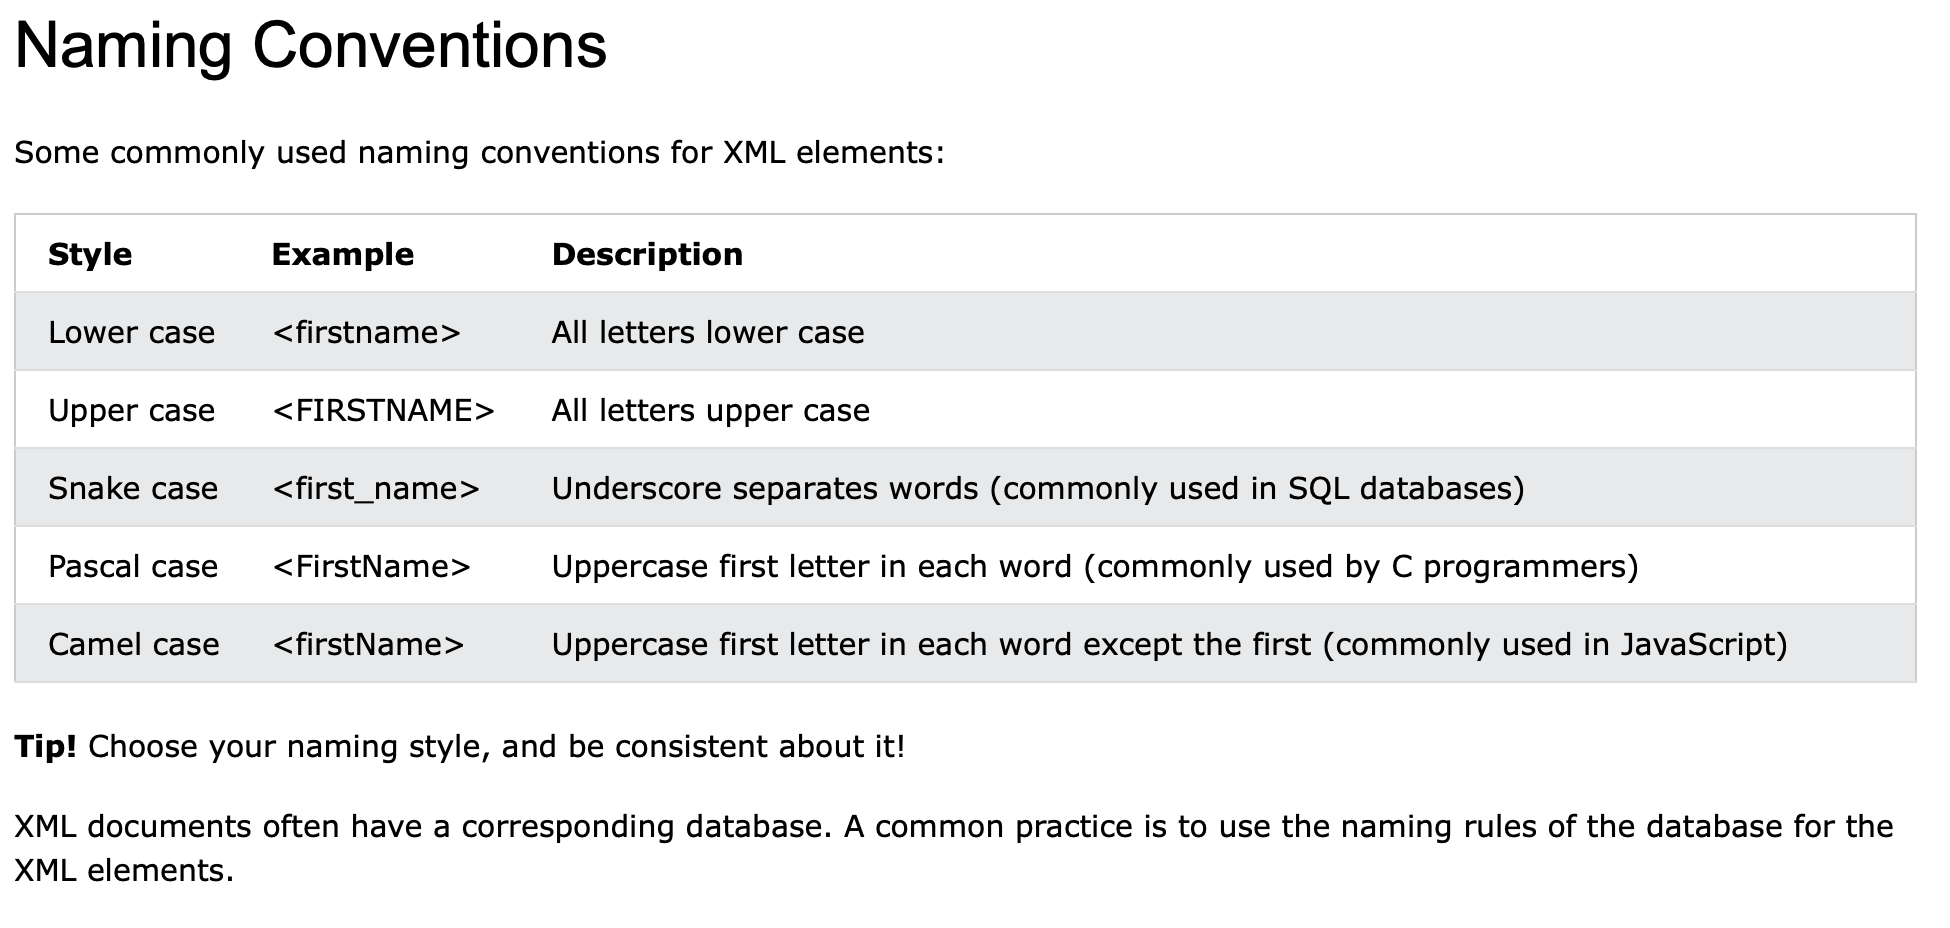 Naming Conventions
Some commonly used naming conventions for XML elements:
Style Example Description
Lower case <firstname> All letters lower case
Upper case <FIRSTNAME> All letters upper case
Snake case <first_name> Underscore separates words (commonly used in SQL databases)
Pascal case <FirstName> Uppercase first letter in each word (commonly used by C programmers)
Camel case <firstName> Uppercase first letter in each word except the first (commonly used in JavaScript)
Tip! Choose your naming style, and be consistent about it!
XML documents often have a corresponding database. A common practice is to use the naming rules of the database for the
XML elements.